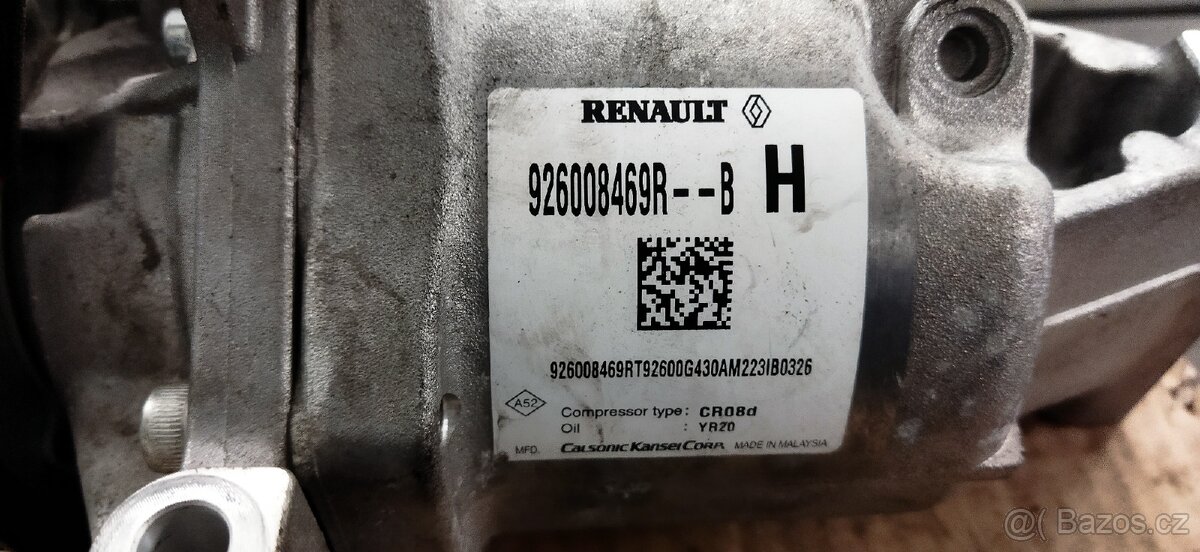 RENAULT
926008469R--B H
926008469RT92600G430AM223IB0326
A52
Compressor type: CR08d
Oil : YR20
MFD. CALSONIC KANSEI CORP. MADE IN MALAYSIA
@( Bazos.cz